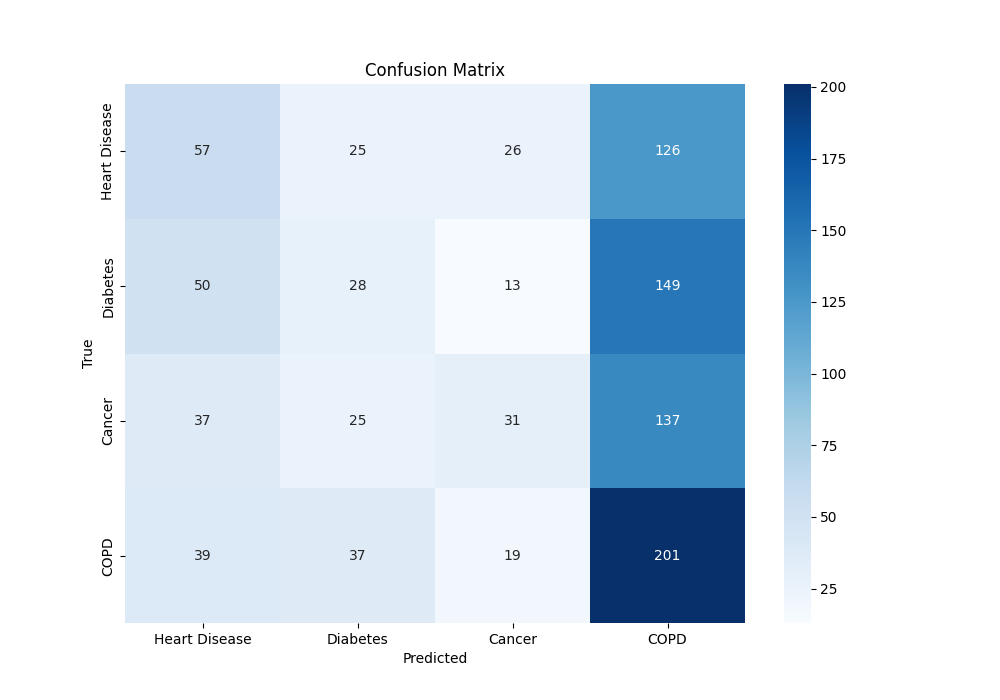 Confusion Matrix
True
Heart Disease
57 25 26 126
Diabetes
50 28 13 149
Cancer
37 25 31 137
COPD
39 37 19 201
Heart Disease Diabetes Cancer COPD
Predicted
200
175
150
125
100
75
50
25